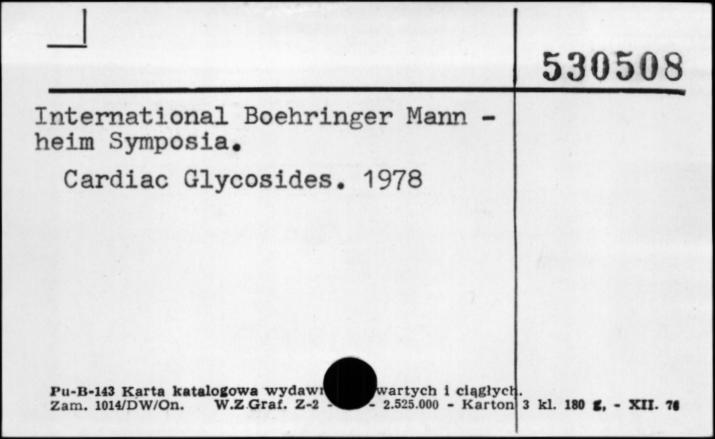 530508
International Boehringer Mann -
heim Symposia.
Cardiac Glycosides. 1978
Pu-B-143 Karta katalogowa wydawn wartych i ciągłych.
Zam. 1014/DW/On. W.Z.Graf. Z-2 - - 2.525.000 - Karton 3 kl. 180 g, - XII. 76